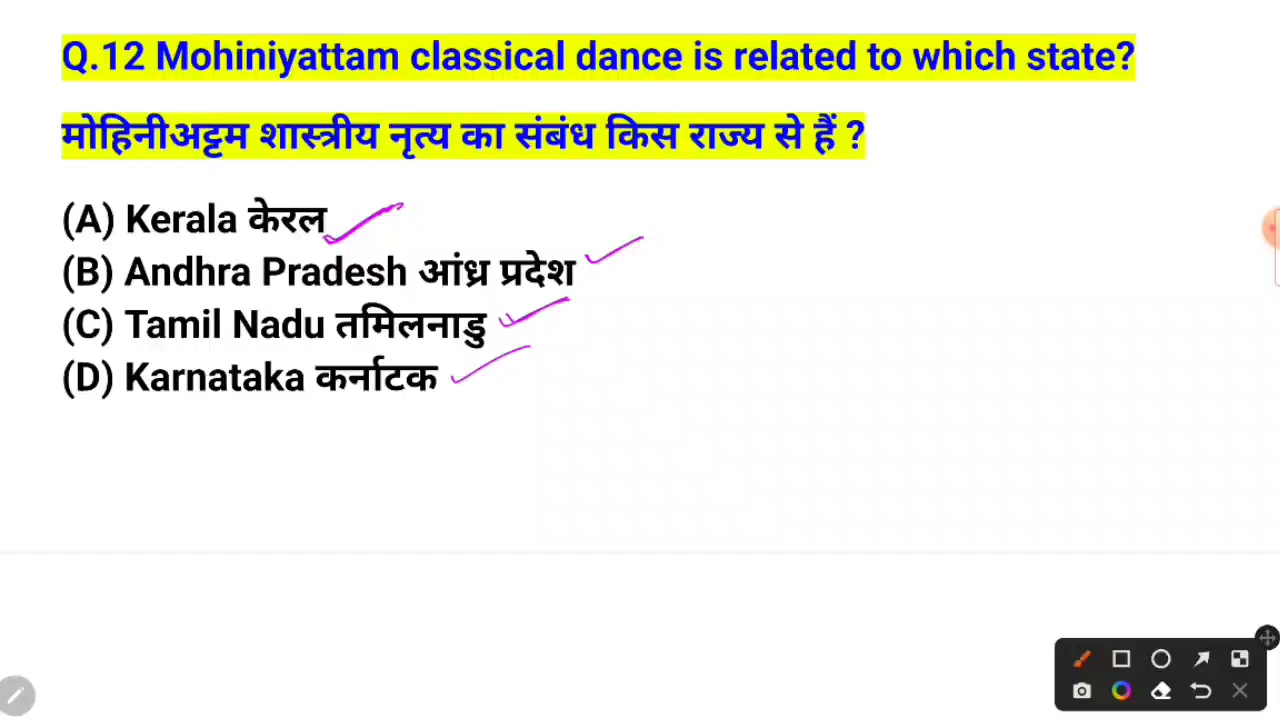 Q.12 Mohiniyattam classical dance is related to which state?
मोहिनीअट्टम शास्त्रीय नृत्य का संबंध किस राज्य से हैं ?
(A) Kerala केरल
(B) Andhra Pradesh आंध्र प्रदेश
(C) Tamil Nadu तमिलनाडु
(D) Karnataka कर्नाटक